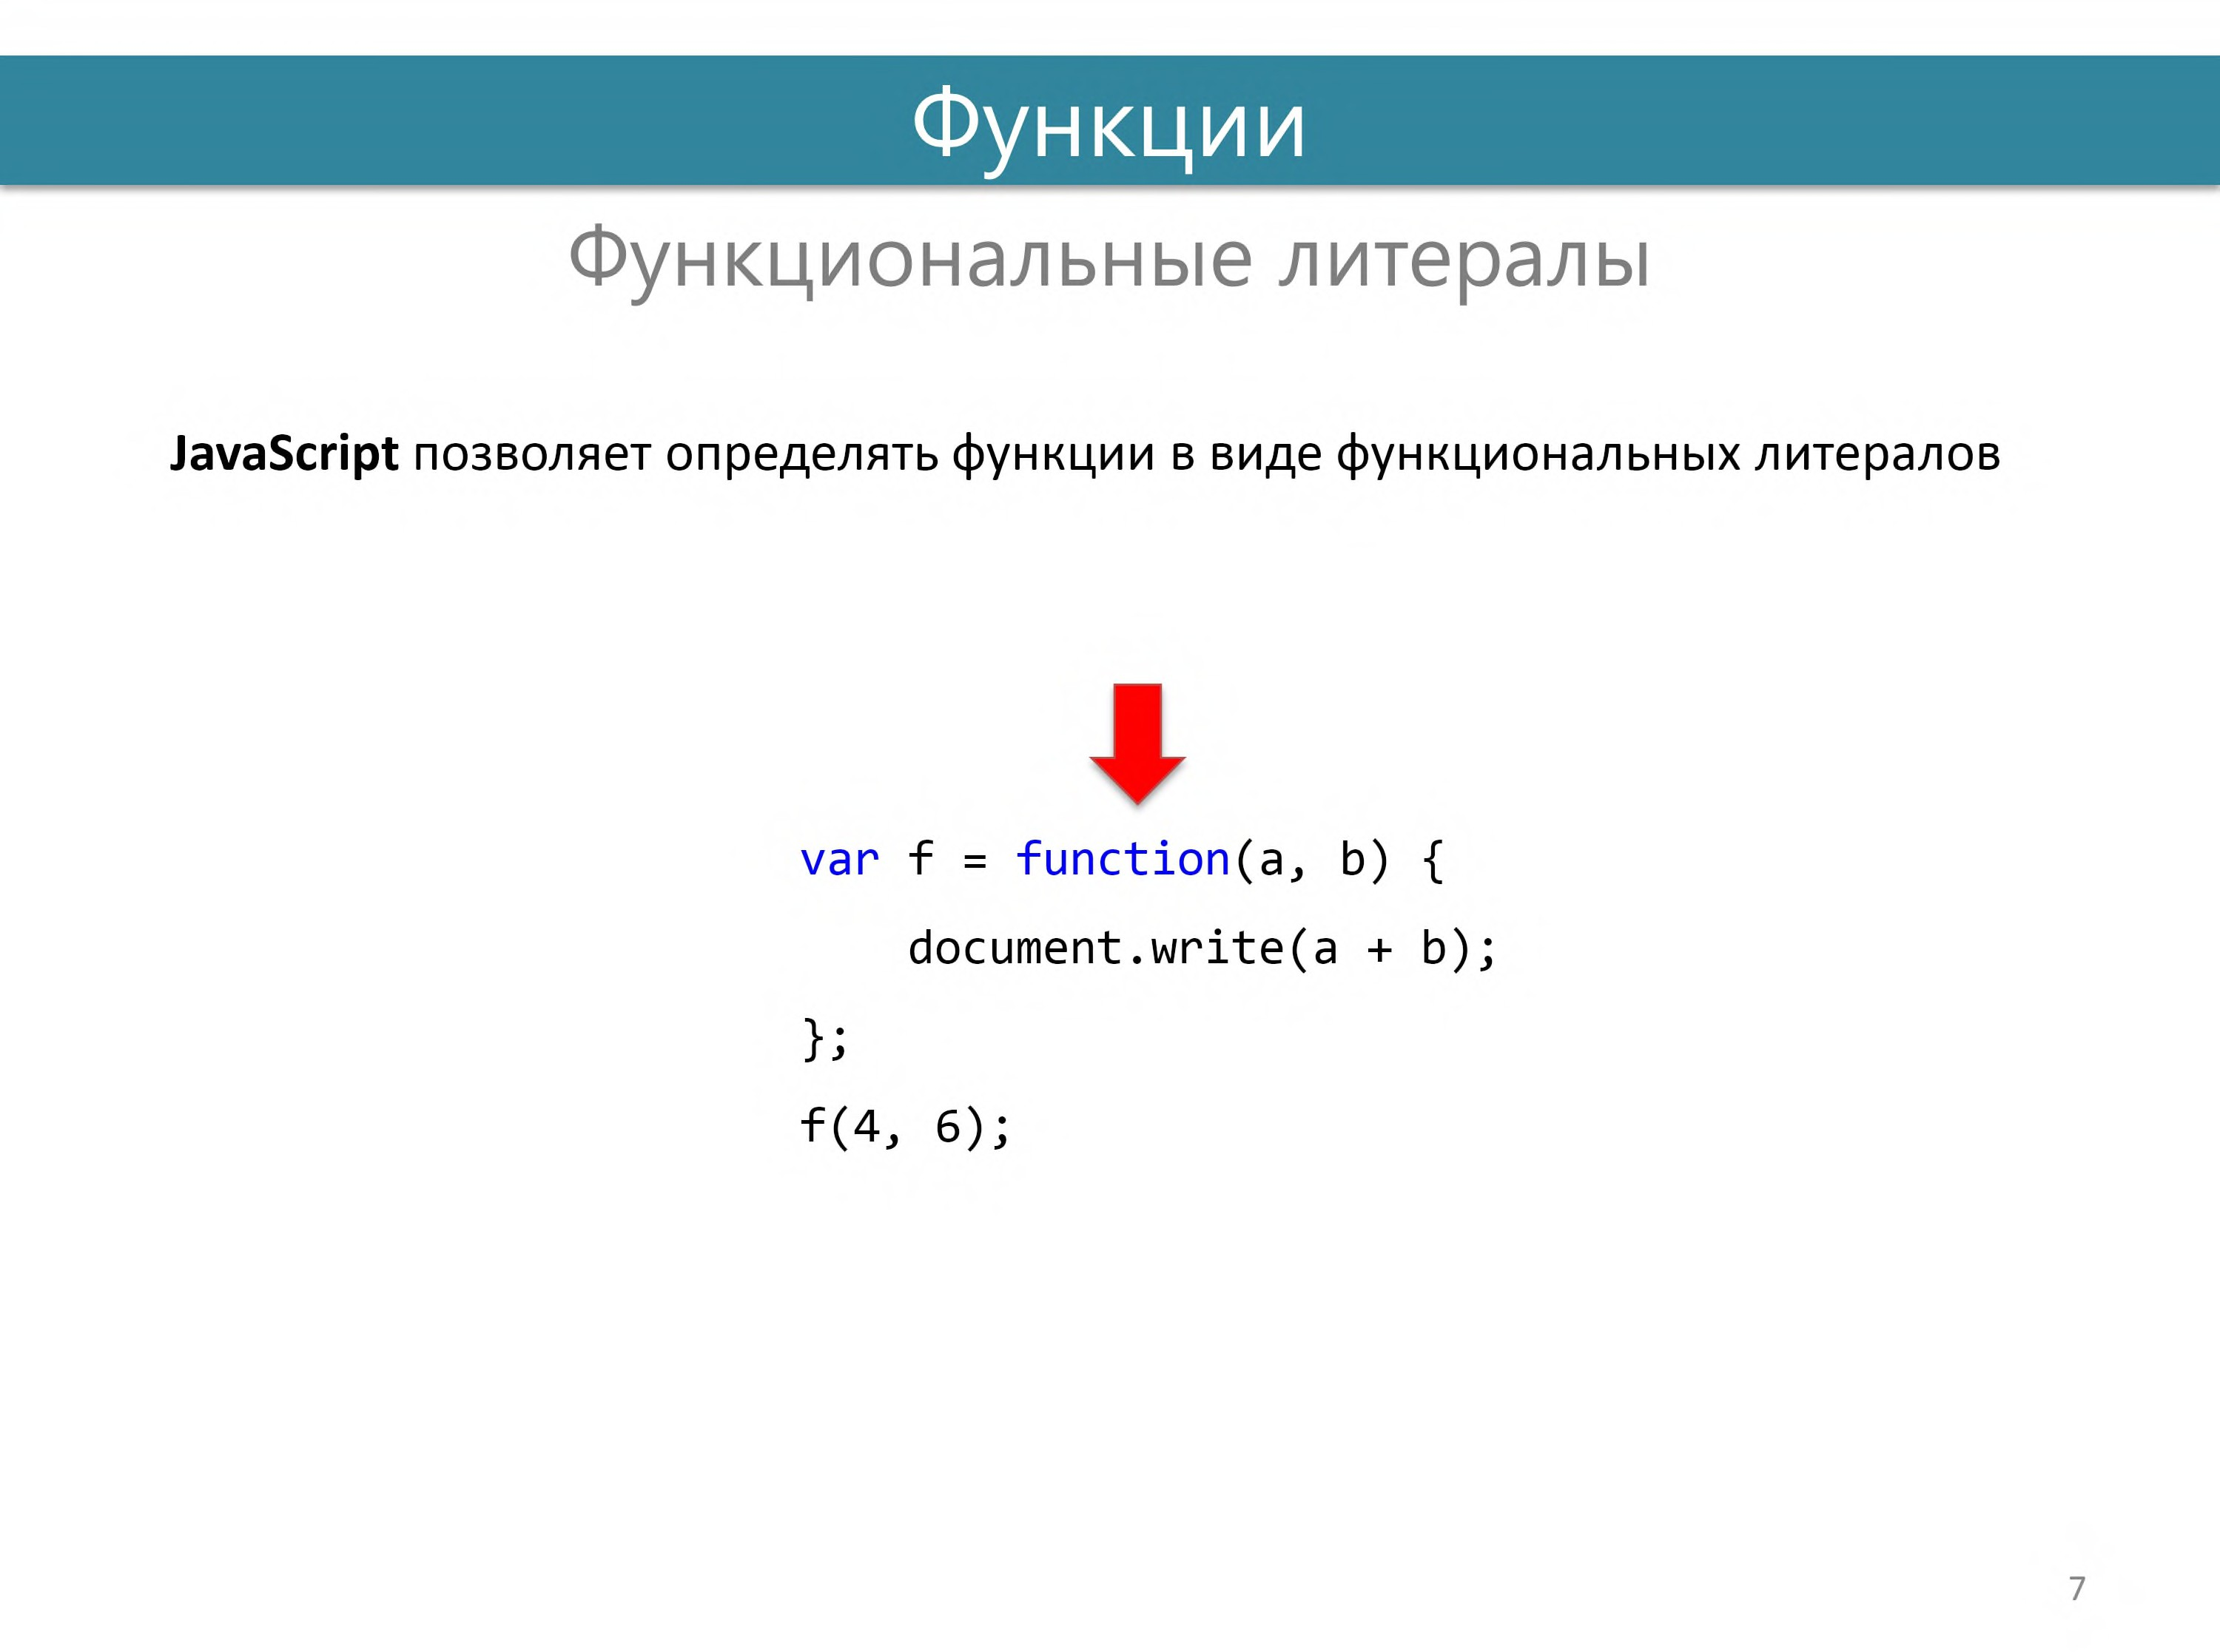 Функции
Функциональные литералы
JavaScript позволяет определять функции в виде функциональных литералов
var f = function(a, b) {
    document.write(a + b);
};
f(4, 6);
7